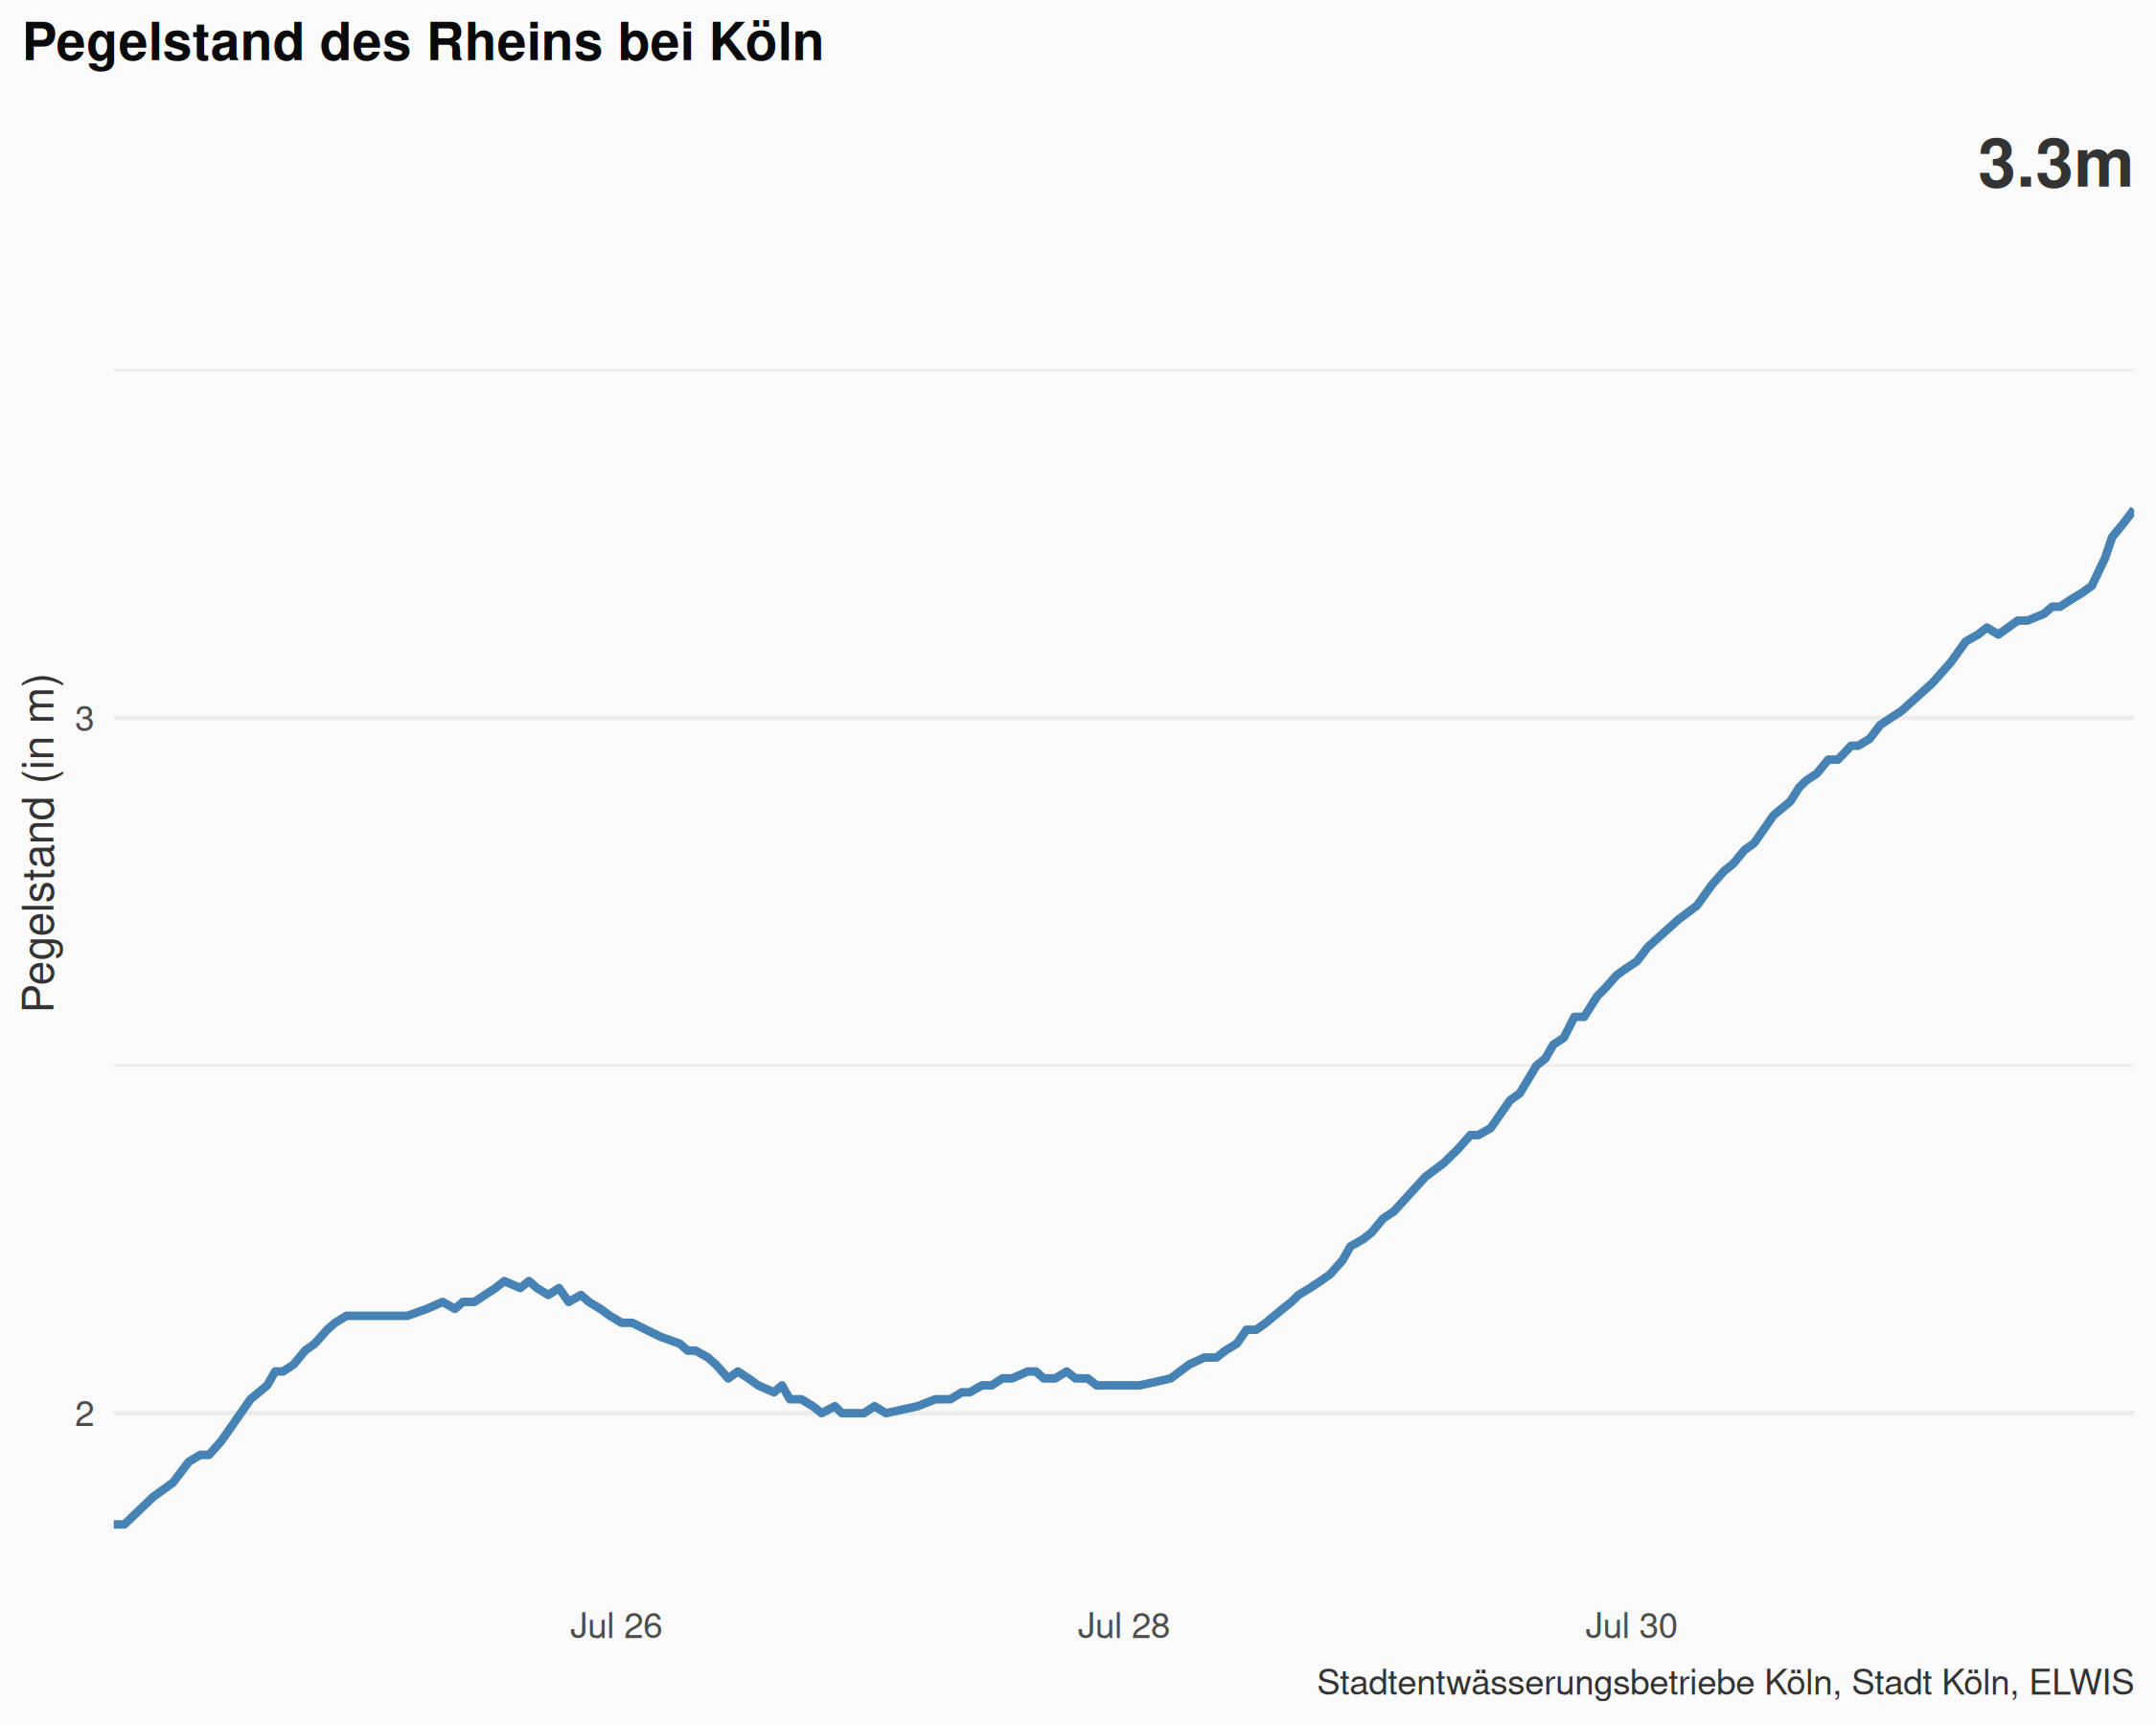 Pegelstand des Rheins bei Köln
3.3m
Pegelstand (in m)
3
2
Jul 26
Jul 28
Jul 30
Stadtentwässerungsbetriebe Köln, Stadt Köln, ELWIS